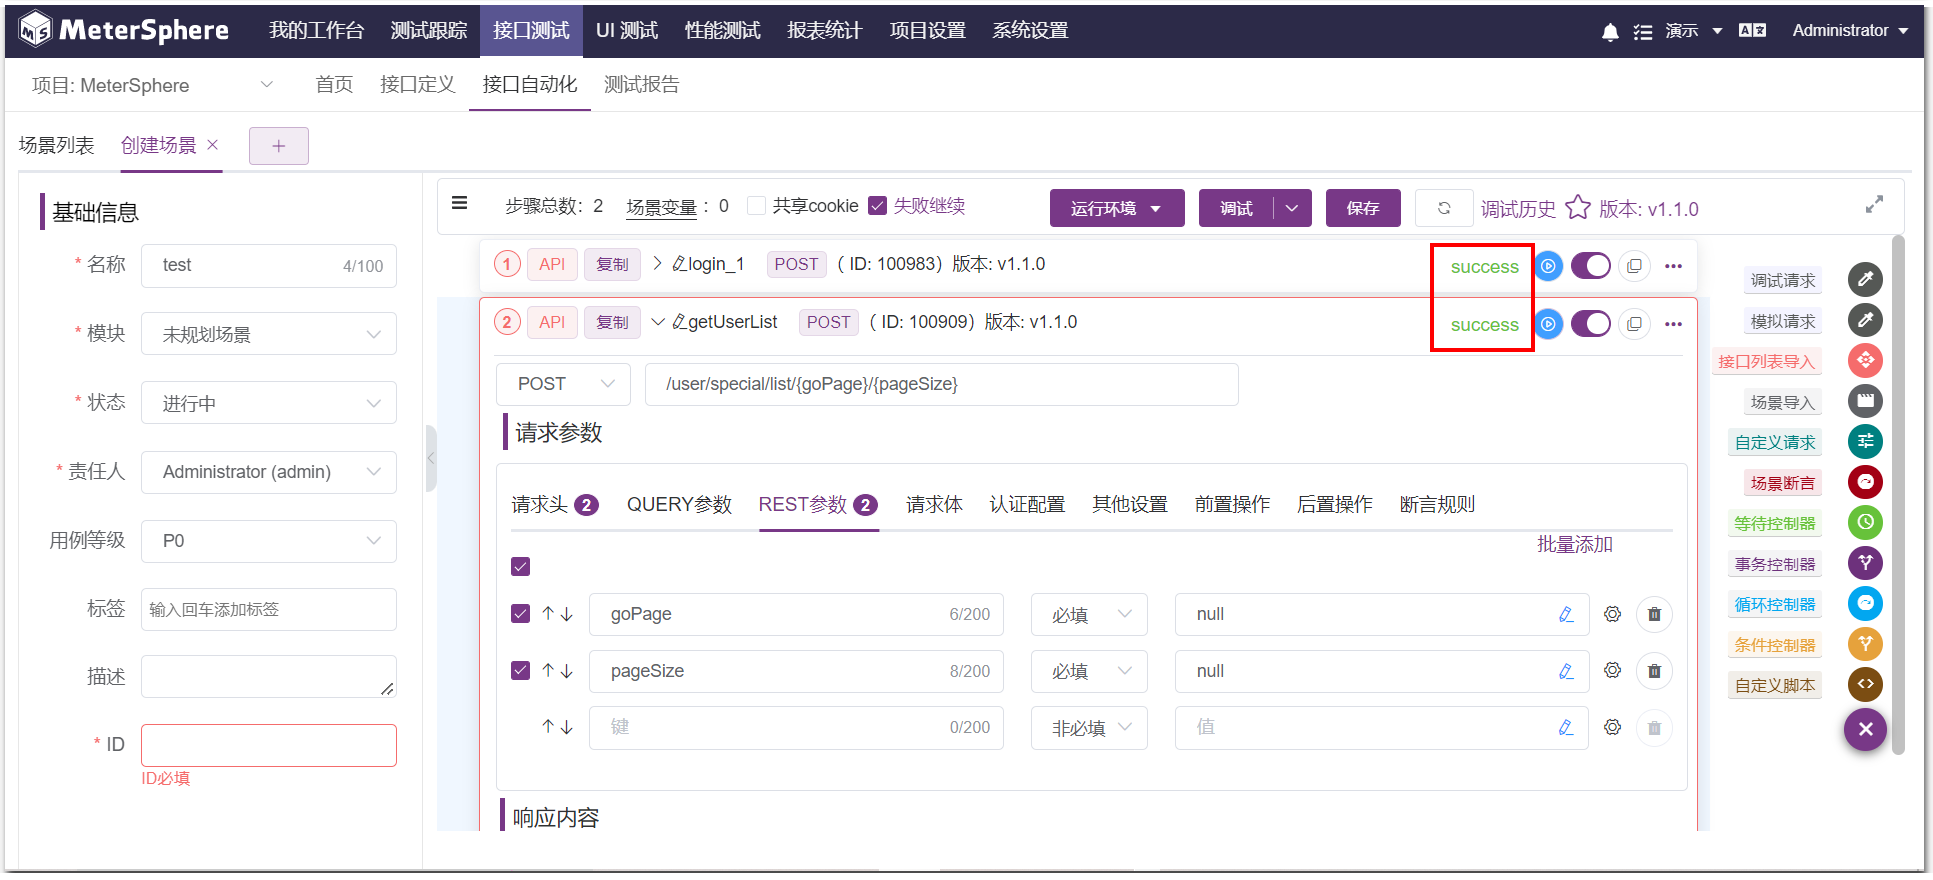 MeterSphere 我的工作台 测试跟踪 接口测试 UI 测试 性能测试 报表统计 项目设置 系统设置 演示 Administrator
项目: MeterSphere 首页 接口定义 接口自动化 测试报告
场景列表 创建场景 × +
基础信息
* 名称 test 4/100
* 模块 未规划场景
* 状态 进行中
* 责任人 Administrator (admin)
用例等级 P0
标签 输入回车添加标签
描述
* ID
ID必填
步骤总数: 2 场景变量 : 0 共享cookie 失败继续 运行环境 调试 保存 调试历史 版本: v1.1.0
1 API 复制 login_1 POST ( ID: 100983) 版本: v1.1.0 success
2 API 复制 getUserList POST ( ID: 100909) 版本: v1.1.0 success
POST /user/special/list/{goPage}/{pageSize}
请求参数
请求头 2 QUERY参数 REST参数 2 请求体 认证配置 其他设置 前置操作 后置操作 断言规则
批量添加
goPage 6/200 必填 null
pageSize 8/200 必填 null
键 0/200 非必填 值
响应内容
调试请求
模拟请求
接口列表导入
场景导入
自定义请求
场景断言
等待控制器
事务控制器
循环控制器
条件控制器
自定义脚本